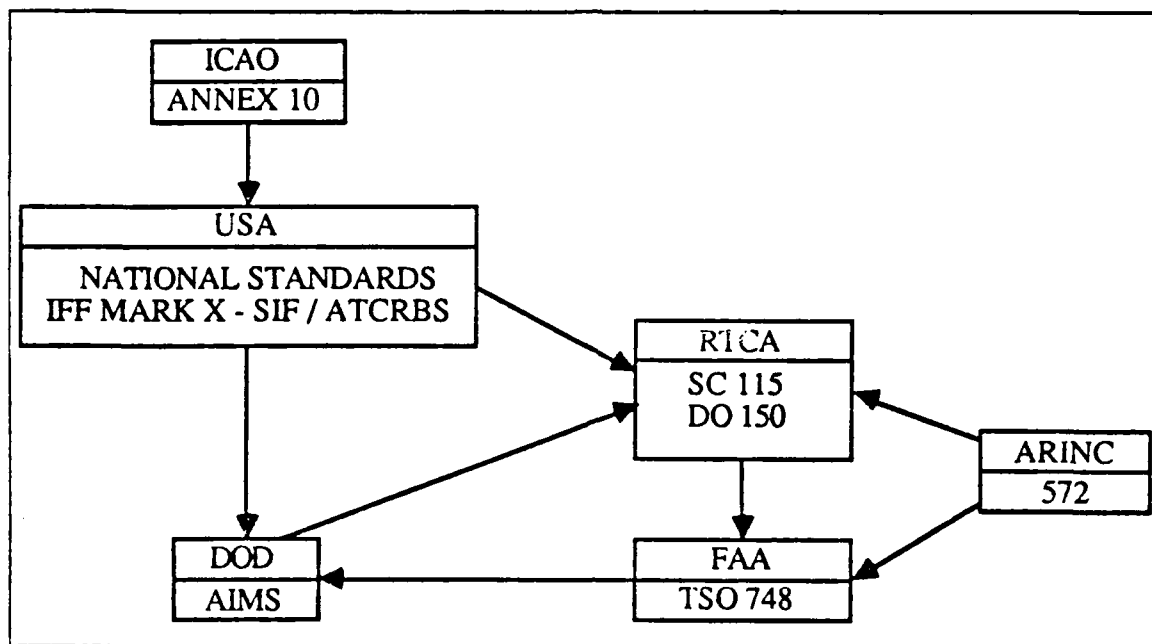 ICAO
ANNEX 10
USA
NATIONAL STANDARDS
IFF MARK X - SIF / ATCRBS
RTCA
SC 115
DO 150
ARINC
572
DOD
AIMS
FAA
TSO 748